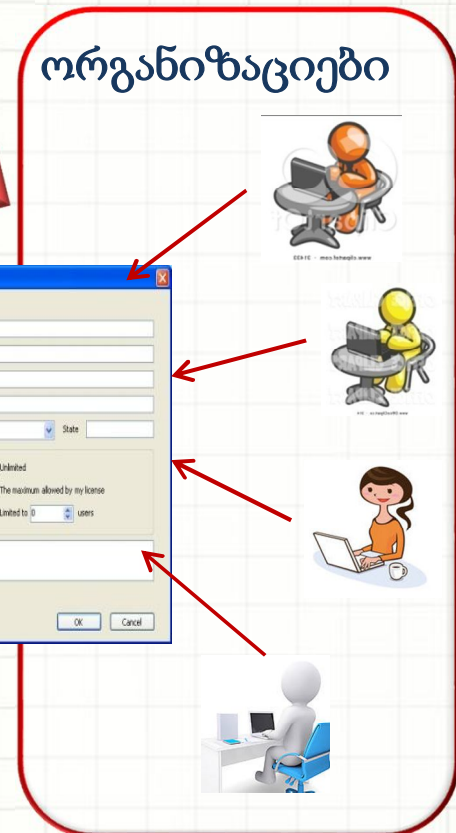 ორგანიზაციები
State
Unlimited
The maximum allowed by my license
Limited to 0 users
OK Cancel